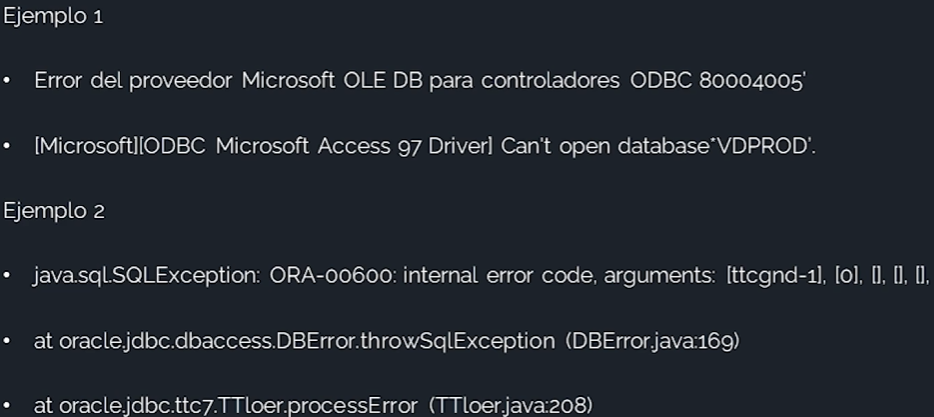 Ejemplo 1
• Error del proveedor Microsoft OLE DB para controladores ODBC 80004005'
• [Microsoft][ODBC Microsoft Access 97 Driver] Can't open database"VDPROD'.
Ejemplo 2
• java.sql.SQLException: ORA-00600: internal error code, arguments: [ttcgnd-1], [0], [], [], [],
• at oracle.jdbc.dbaccess.DBError.throwSqlException (DBError.java:169)
• at oracle.jdbc.ttc7.TTIoer.processError (TTIoer.java:208)